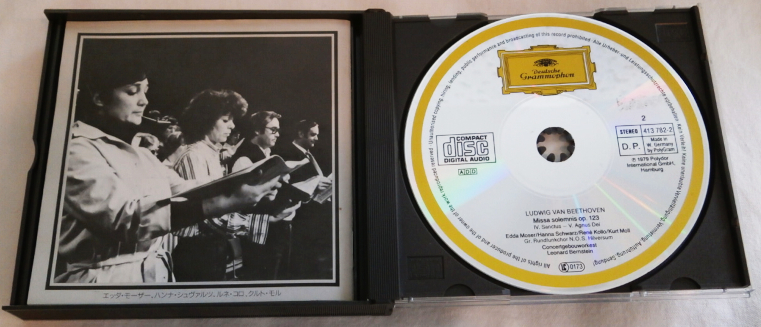 エッダ・モーザー、ハンナ・シュヴァルツ、ルネ・コロ、クルト・モル
Deutsche
Grammophon
2
STEREO 413 782-2
D.P. Made in
W. Germany
by PolyGram
℗ 1979 Polydor
International GmbH,
Hamburg.
COMPACT
disc
DIGITAL AUDIO
ADD
LUDWIG VAN BEETHOVEN
Missa solemnis op. 123
IV. Sanctus – V. Agnus Dei
Edda Moser/Hanna Schwarz/René Kollo/Kurt Moll
Gr. Rundfunkchor N.O.S. Hilversum
Concertgebouworkest
Leonard Bernstein
LC 0173